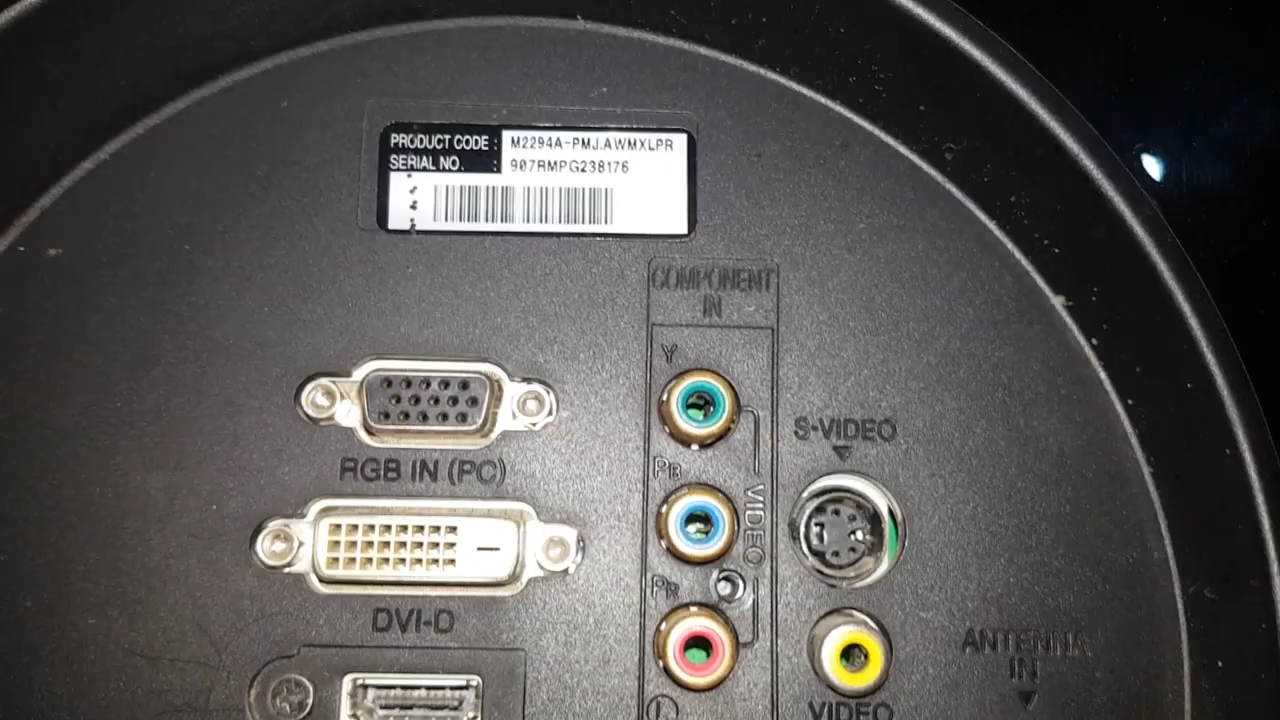 PRODUCT CODE : M2294A-PMJ.AWMXLPR
SERIAL NO. : 907RMPG238176
COMPONENT
IN
Y
RGB IN (PC)
S-VIDEO
PB
VIDEO
PR
DVI-D
ANTENNA
IN
L
VIDEO